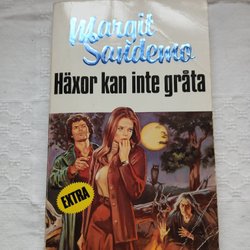 Margit
Sandemo
Häxor kan inte gråta
EXTRA